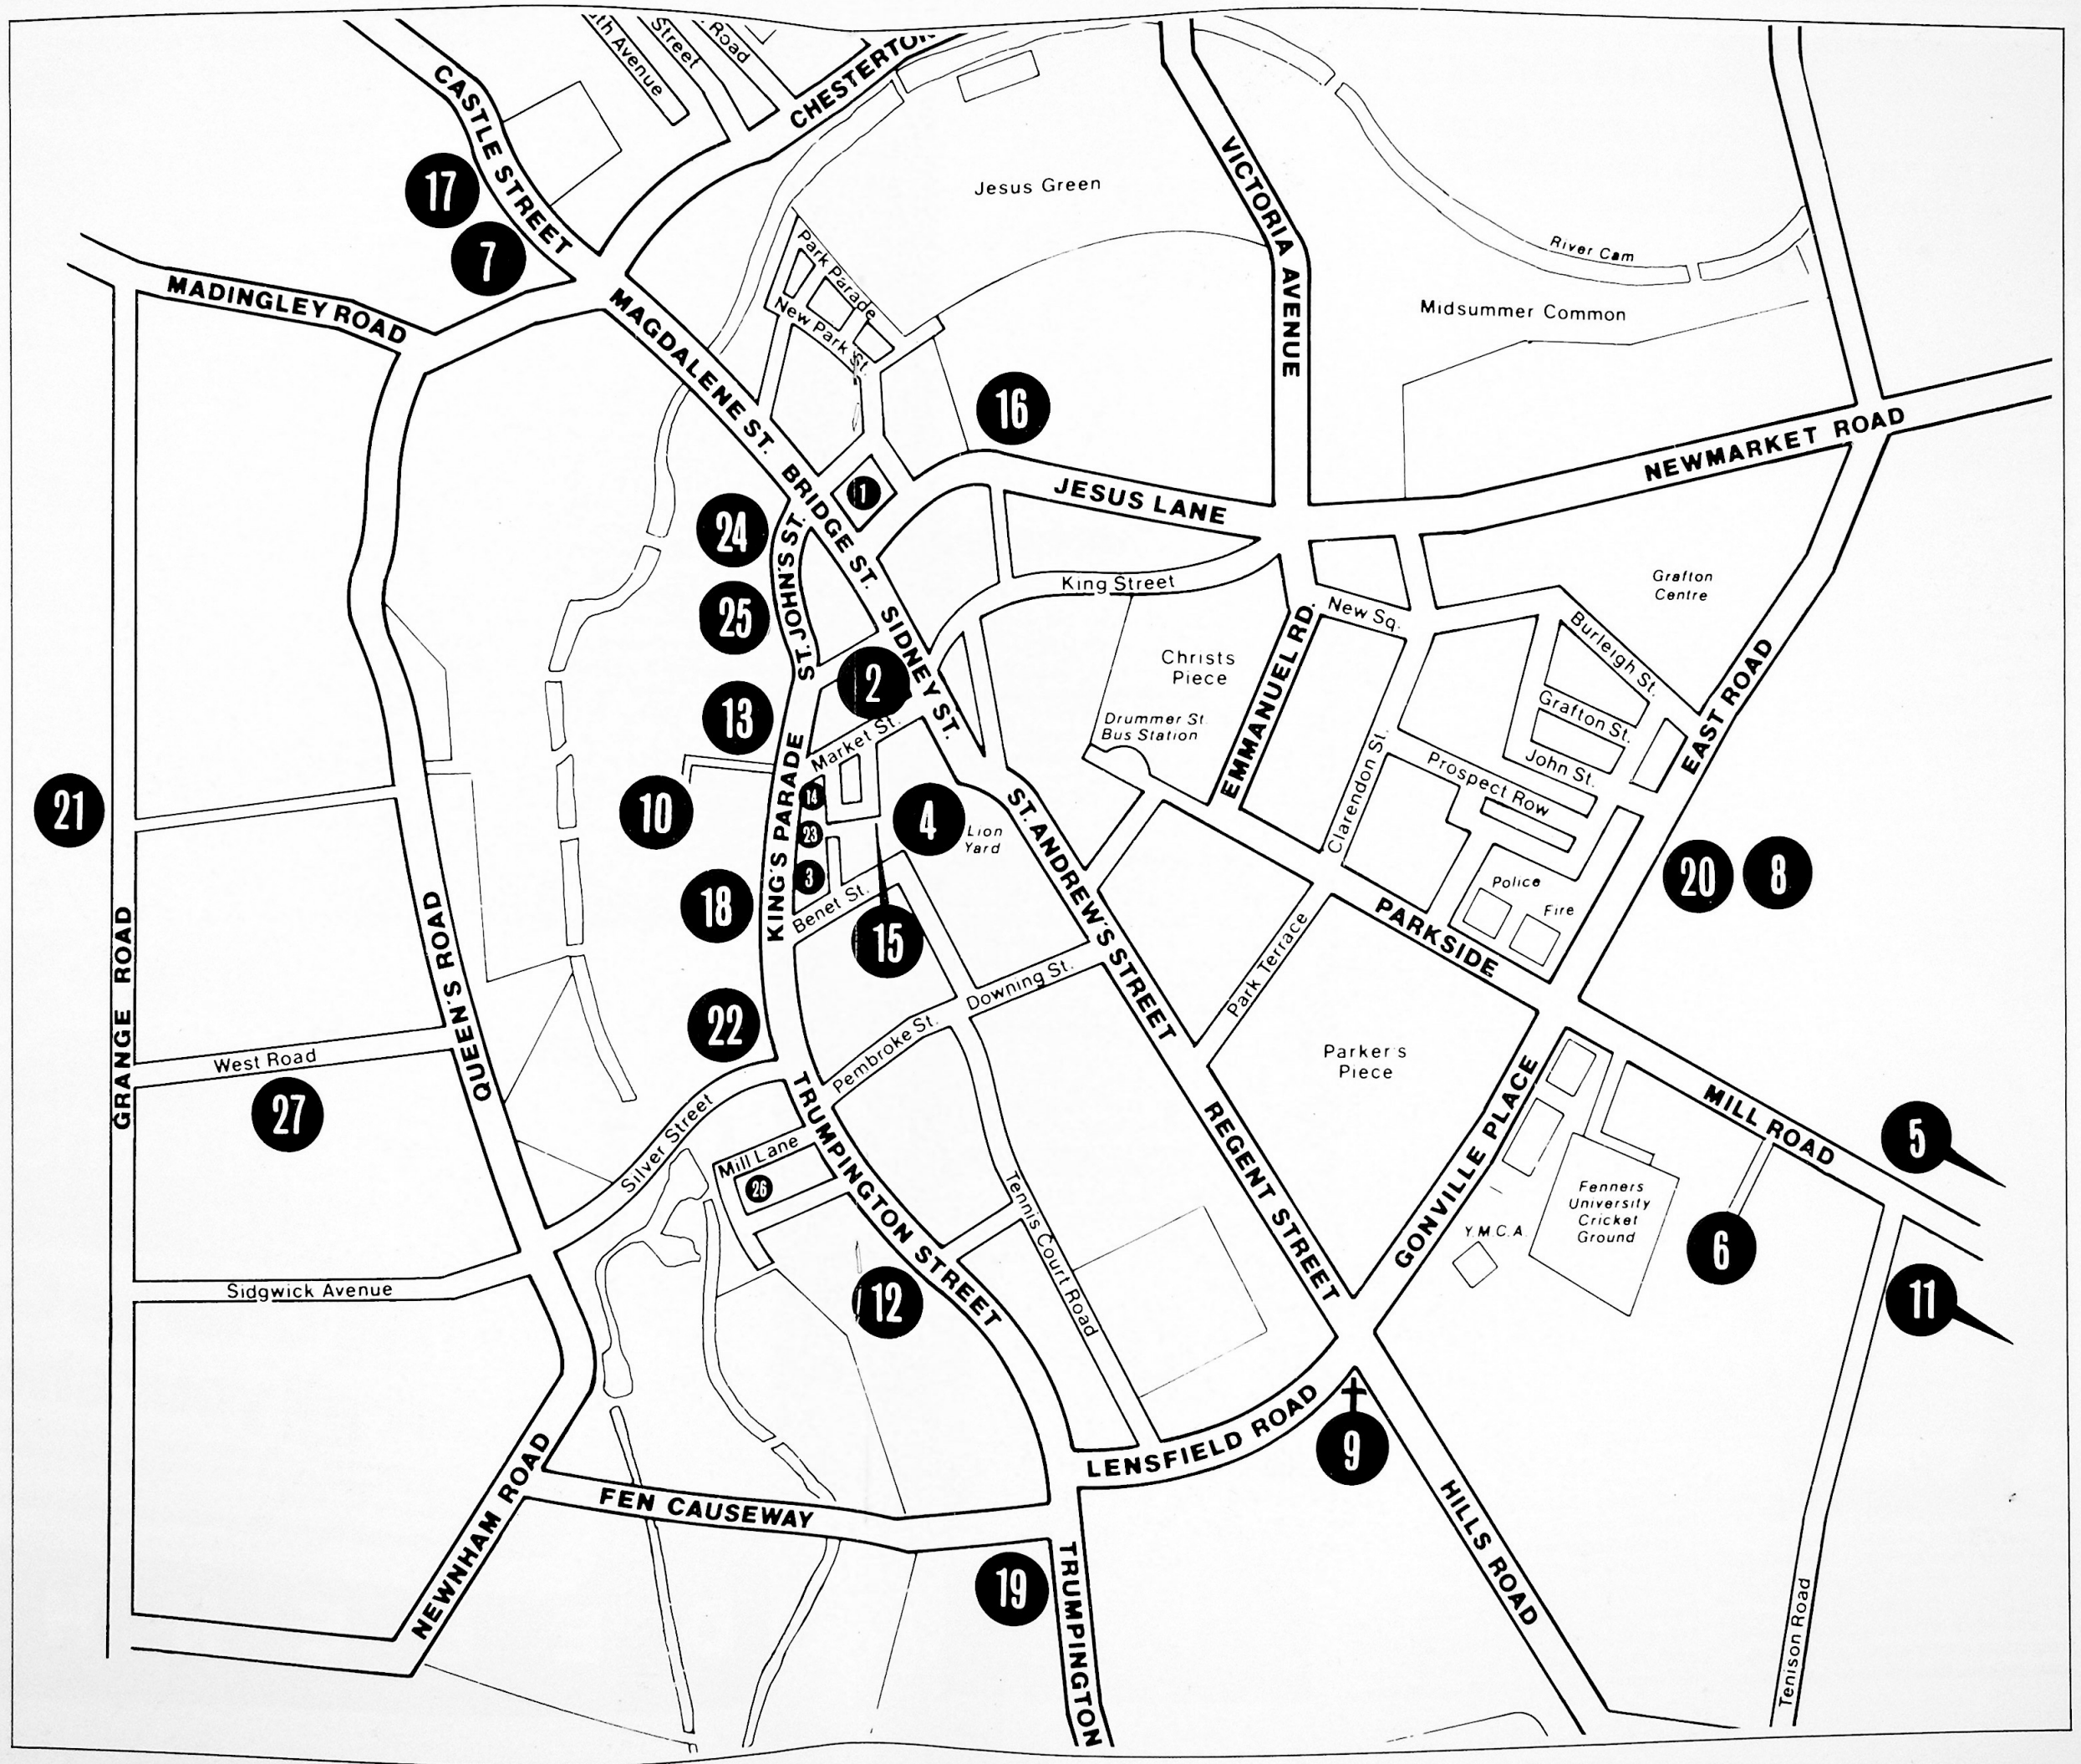 th Avenue
Street
Road
CHESTERTON
CASTLE STREET
17
7
Jesus Green
VICTORIA AVENUE
River Cam
Midsummer Common
MADINGLEY ROAD
Park Parade
New Park St.
MAGDALENE ST.
16
NEWMARKET ROAD
BRIDGE ST.
1
JESUS LANE
24
ST. JOHN'S ST.
25
King Street
New Sq.
Grafton
Centre
Burleigh St.
SIDNEY ST.
EMMANUEL RD.
Christs
Piece
2
13
Market St.
Drummer St.
Bus Station
Grafton St.
EAST ROAD
John St.
Prospect Row
Clarendon St.
21
10
KING'S PARADE
14
23
3
4
Lion
Yard
ST. ANDREW'S STREET
20
8
18
Benet St.
15
Police
Fire
PARKSIDE
GRANGE ROAD
QUEEN'S ROAD
Park Terrace
Downing St.
22
Pembroke St.
West Road
27
Parker's
Piece
GONVILLE PLACE
MILL ROAD
5
Silver Street
Mill Lane
26
TRUMPINGTON STREET
Tennis Court Road
REGENT STREET
Fenners
University
Cricket
Ground
Y.M.C.A.
6
11
Sidgwick Avenue
12
LENSFIELD ROAD
9
NEWNHAM ROAD
FEN CAUSEWAY
HILLS ROAD
19
TRUMPINGTON
Tenison Road